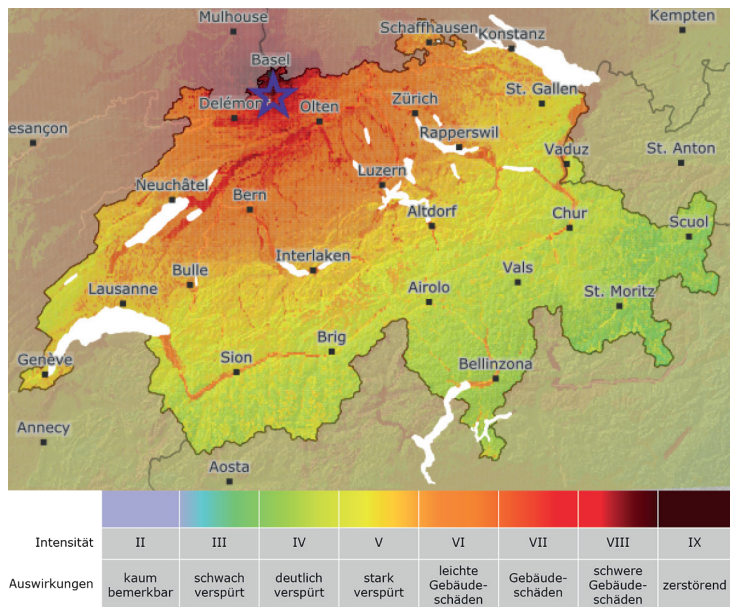 Mulhouse
Kempten
Schaffhausen
Konstanz
Basel
Delémon
Olten
Zürich
St. Gallen
esançon
Rapperswil
Vaduz
St. Anton
Neuchâtel
Bern
Luzern
Altdorf
Chur
Scuol
Interlaken
Bulle
Vals
Lausanne
Airolo
St. Moritz
Brig
Genève
Sion
Bellinzona
Annecy
Aosta
Intensität II III IV V VI VII VIII IX
Auswirkungen
kaum
bemerkbar
schwach
verspürt
deutlich
verspürt
stark
verspürt
leichte
Gebäude-
schäden
Gebäude-
schäden
schwere
Gebäude-
schäden
zerstörend